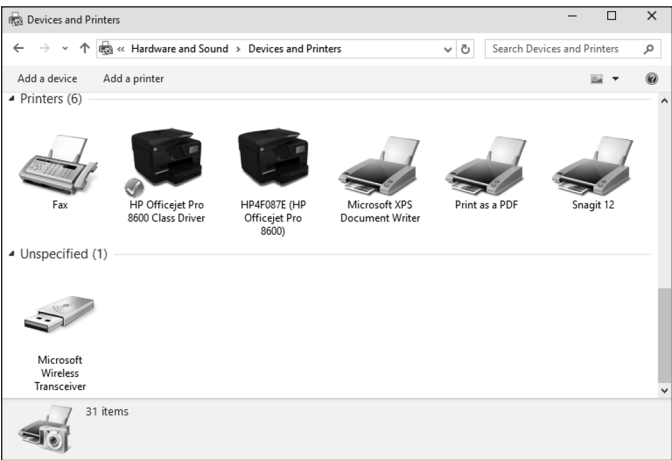 Devices and Printers
« Hardware and Sound › Devices and Printers
Search Devices and Printers
Add a device Add a printer
Printers (6)
Fax
HP Officejet Pro
8600 Class Driver
HP4F087E (HP
Officejet Pro
8600)
Microsoft XPS
Document Writer
Print as a PDF
Snagit 12
Unspecified (1)
Microsoft
Wireless
Transceiver
31 items